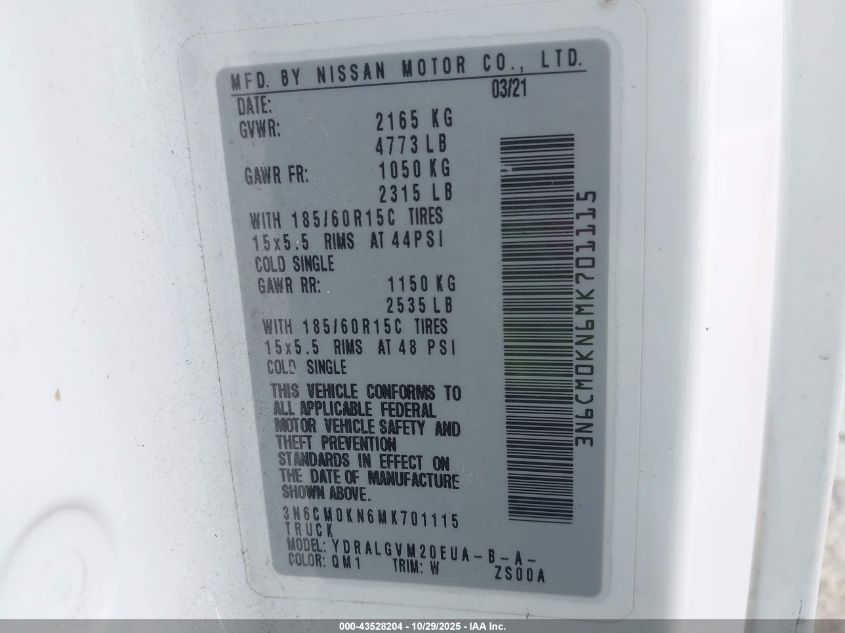 MFD. BY NISSAN MOTOR CO., LTD.
DATE: 03/21
GVWR: 2165 KG
4773 LB
GAWR FR: 1050 KG
2315 LB
WITH 185/60R15C TIRES
15x5.5 RIMS AT 44PSI
COLD SINGLE
GAWR RR: 1150 KG
2535 LB
WITH 185/60R15C TIRES
15x5.5 RIMS AT 48 PSI
COLD SINGLE
THIS VEHICLE CONFORMS TO
ALL APPLICABLE FEDERAL
MOTOR VEHICLE SAFETY AND
THEFT PREVENTION
STANDARDS IN EFFECT ON
THE DATE OF MANUFACTURE
SHOWN ABOVE.
3N6CM0KN6MK701115
TRUCK
MODEL: YDRALGVM20EUA-B-A-
COLOR: QM1 TRIM: W ZS00A
3N6CM0KN6MK701115
000-43528204 - 10/29/2025 - IAA Inc.